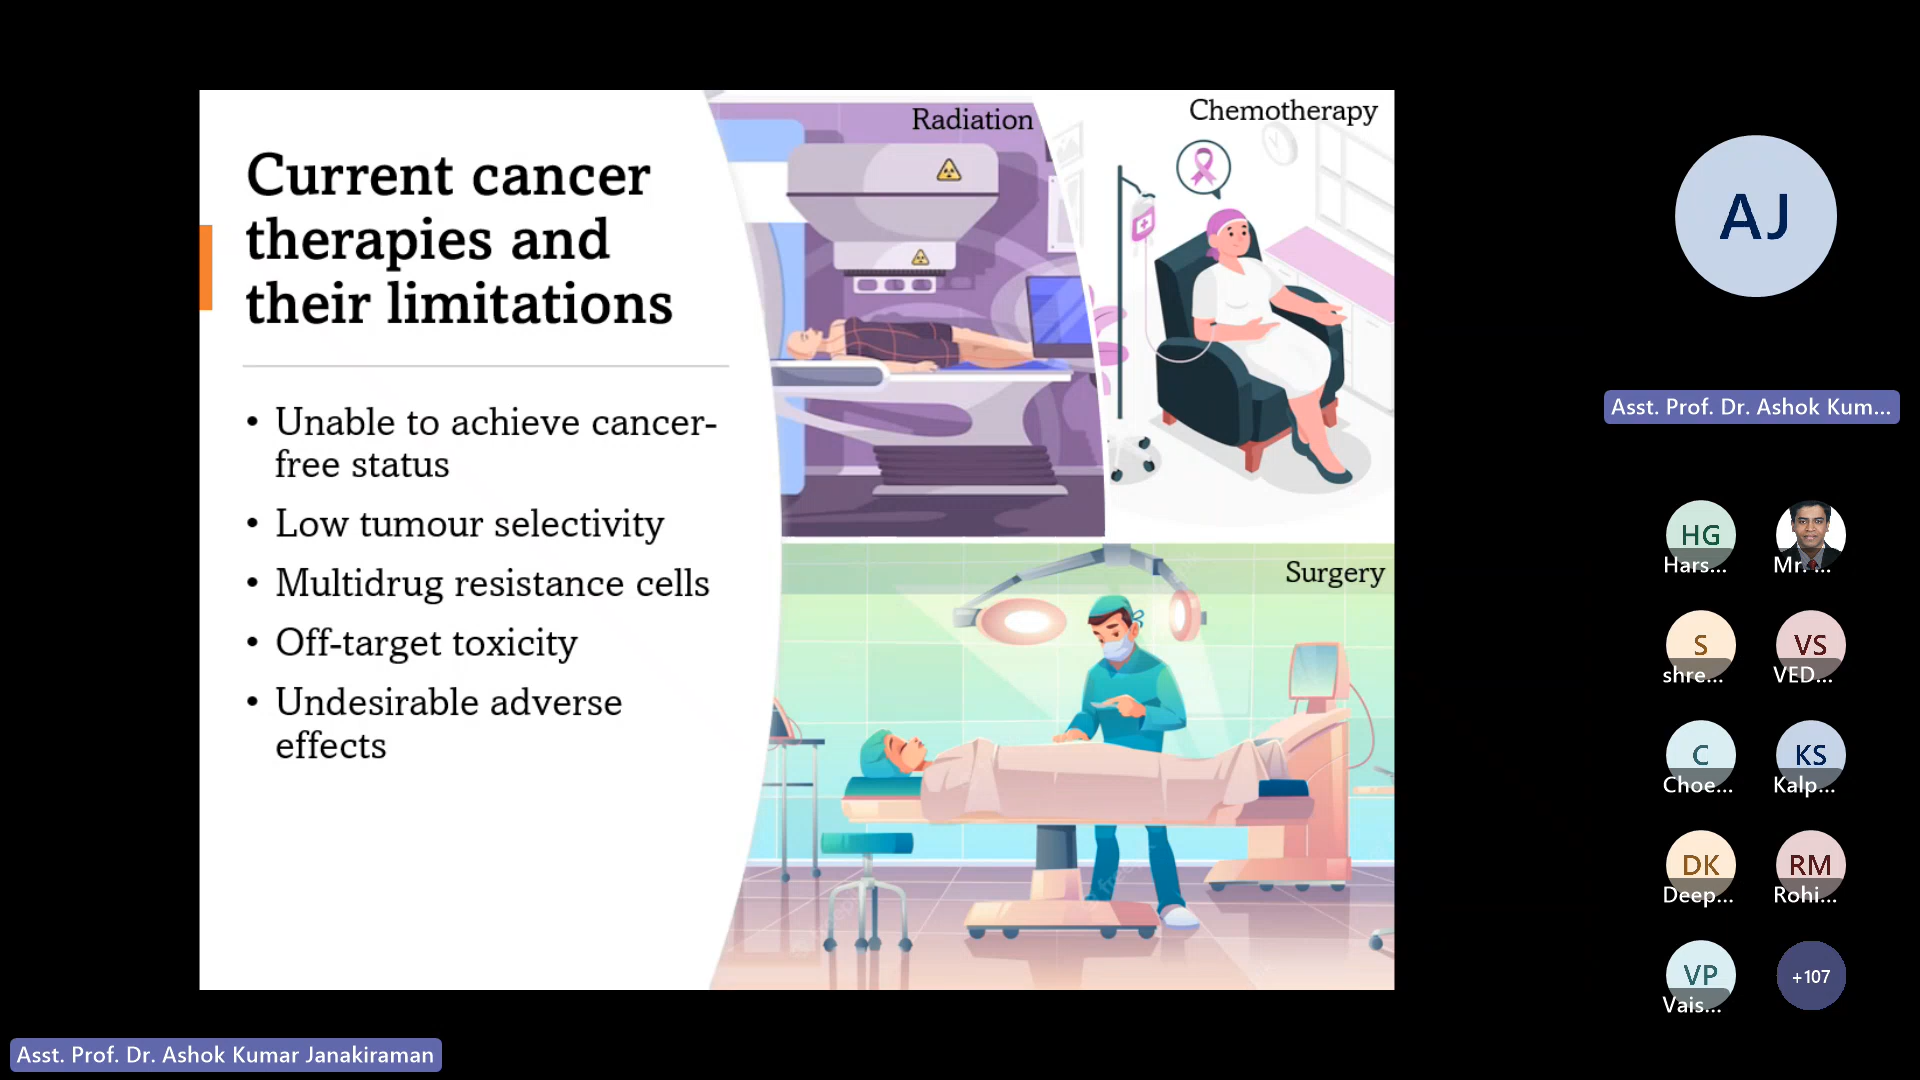 Current cancer
therapies and
their limitations
• Unable to achieve cancer-
free status
• Low tumour selectivity
• Multidrug resistance cells
• Off-target toxicity
• Undesirable adverse
effects
Radiation
Chemotherapy
Surgery
AJ
Asst. Prof. Dr. Ashok Kum...
HG
Hars...
Mr. ...
S
shre...
VS
VED...
C
Choe...
KS
Kalp...
DK
Deep...
RM
Rohi...
VP
Vais...
+107
Asst. Prof. Dr. Ashok Kumar Janakiraman